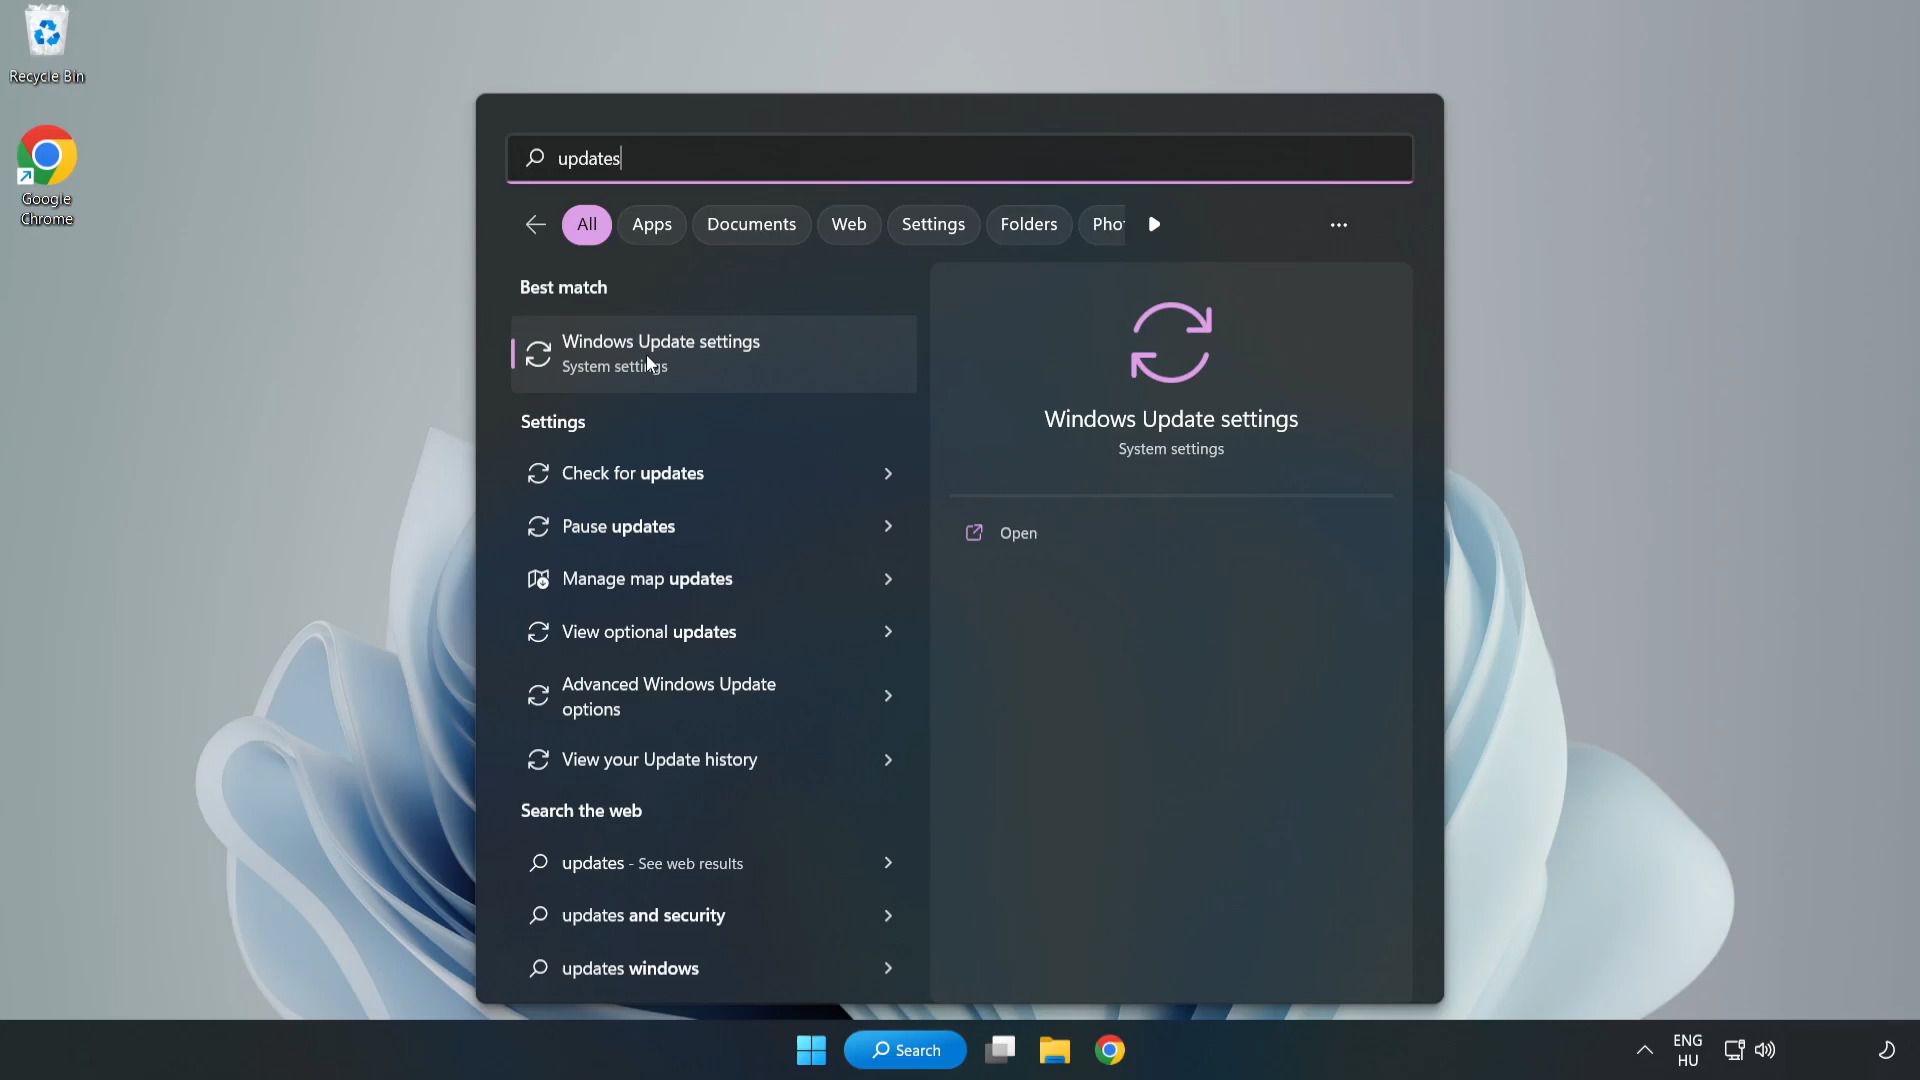 Recycle Bin
Google
Chrome
updates
All
Apps
Documents
Web
Settings
Folders
Phot
Best match
Windows Update settings
System settings
Settings
Check for updates
Pause updates
Manage map updates
View optional updates
Advanced Windows Update
options
View your Update history
Search the web
updates - See web results
updates and security
updates windows
Windows Update settings
System settings
Open
Search
ENG
HU